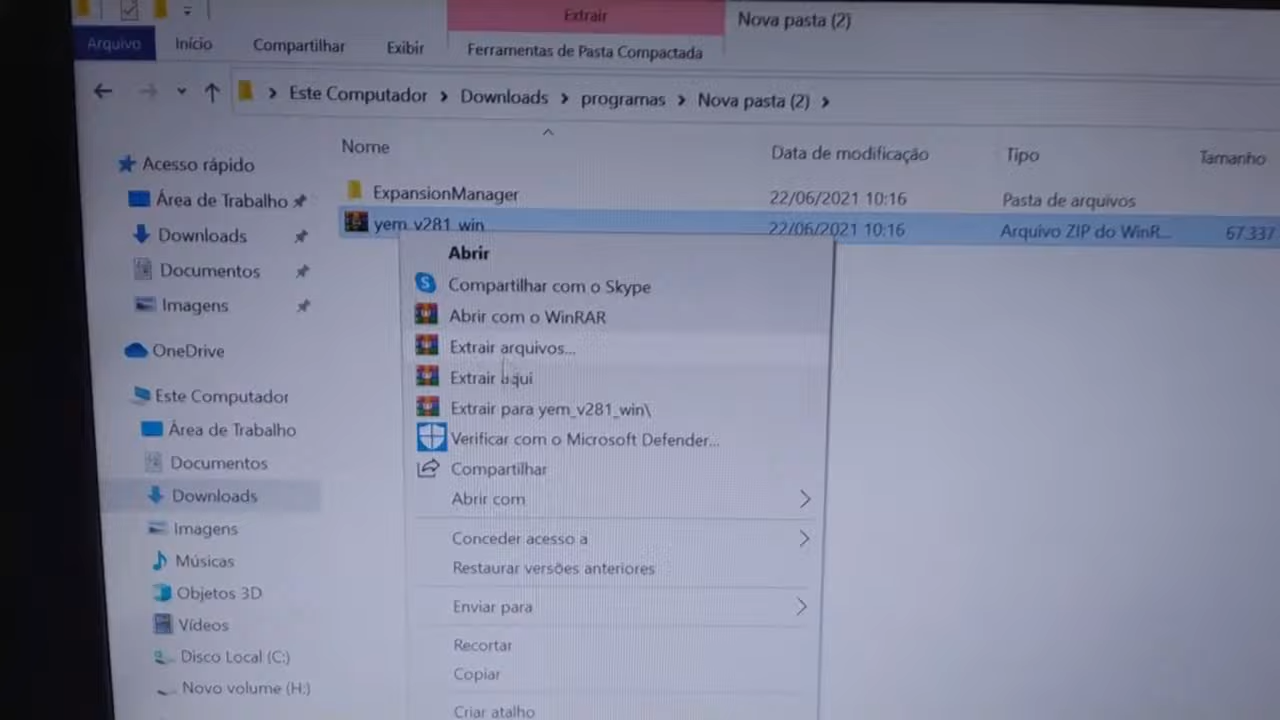 Extrair
Nova pasta (2)
Arquivo
Início
Compartilhar
Exibir
Ferramentas de Pasta Compactada
Este Computador
Downloads
programas
Nova pasta (2)
Nome
Data de modificação
Tipo
Tamanho
Acesso rápido
Área de Trabalho
Downloads
Documentos
Imagens
OneDrive
Este Computador
Área de Trabalho
Documentos
Downloads
Imagens
Músicas
Objetos 3D
Vídeos
Disco Local (C:)
Novo volume (H:)
ExpansionManager
22/06/2021 10:16
Pasta de arquivos
yem_v281_win
22/06/2021 10:16
Arquivo ZIP do WinR...
67.337
Abrir
Compartilhar com o Skype
Abrir com o WinRAR
Extrair arquivos...
Extrair aqui
Extrair para yem_v281_win\
Verificar com o Microsoft Defender...
Compartilhar
Abrir com
Conceder acesso a
Restaurar versões anteriores
Enviar para
Recortar
Copiar
Criar atalho